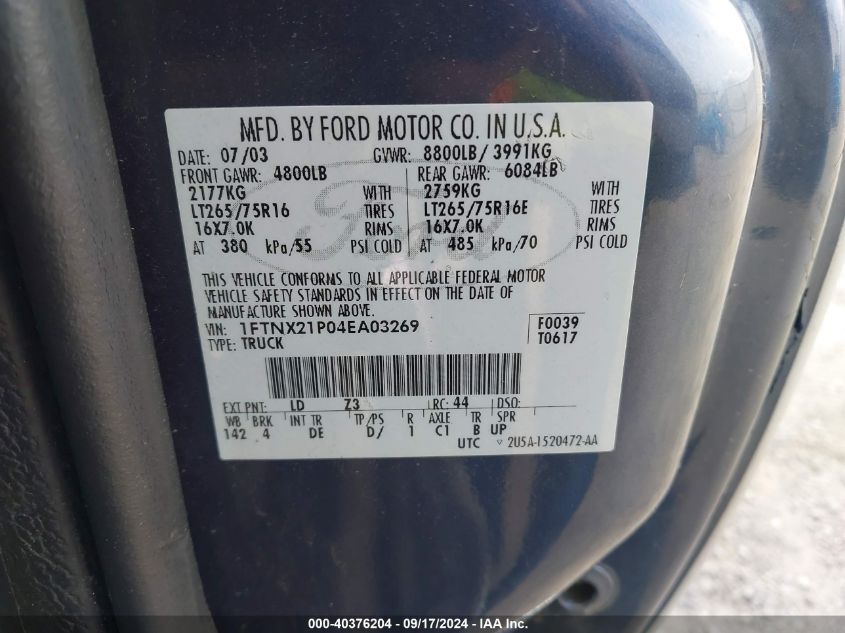 MFD. BY FORD MOTOR CO. IN U.S.A.
DATE: 07/03 GVWR: 8800LB/ 3991KG
FRONT GAWR: 4800LB REAR GAWR: 6084LB
2177KG WITH 2759KG WITH
LT265/75R16 TIRES LT265/75R16E TIRES
16X7.0K RIMS 16X7.0K RIMS
AT 380 kPa/55 PSI COLD AT 485 kPa/70 PSI COLD
Ford
THIS VEHICLE CONFORMS TO ALL APPLICABLE FEDERAL MOTOR
VEHICLE SAFETY STANDARDS IN EFFECT ON THE DATE OF
MANUFACTURE SHOWN ABOVE.
VIN: 1FTNX21P04EA03269 F0039
TYPE: TRUCK T0617
EXT PNT: LD Z3 RC: 44 DSO:
WB BRK INT TR TP/PS R AXLE TR SPR
142 4 DE D/ 1 C1 B UP
UTC ▽ 2U5A-1520472-AA
000-40376204 - 09/17/2024 - IAAI.COM